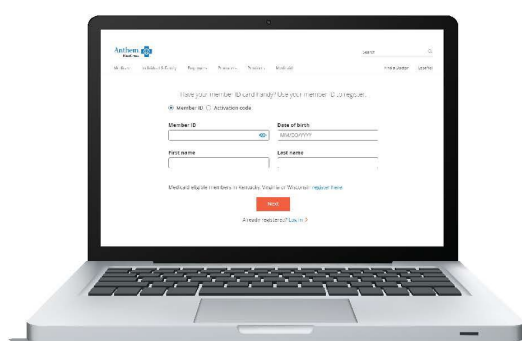 Anthem
Search
Medicaid
Español
Have your member ID card handy? Use your member ID to register.
Member ID Activation code
Member ID
Date of birth
MM/DD/YYYY
First name
Last name
Medicaid eligible members in Kentucky, Virginia or Wisconsin register here
Next
Already registered? Log in